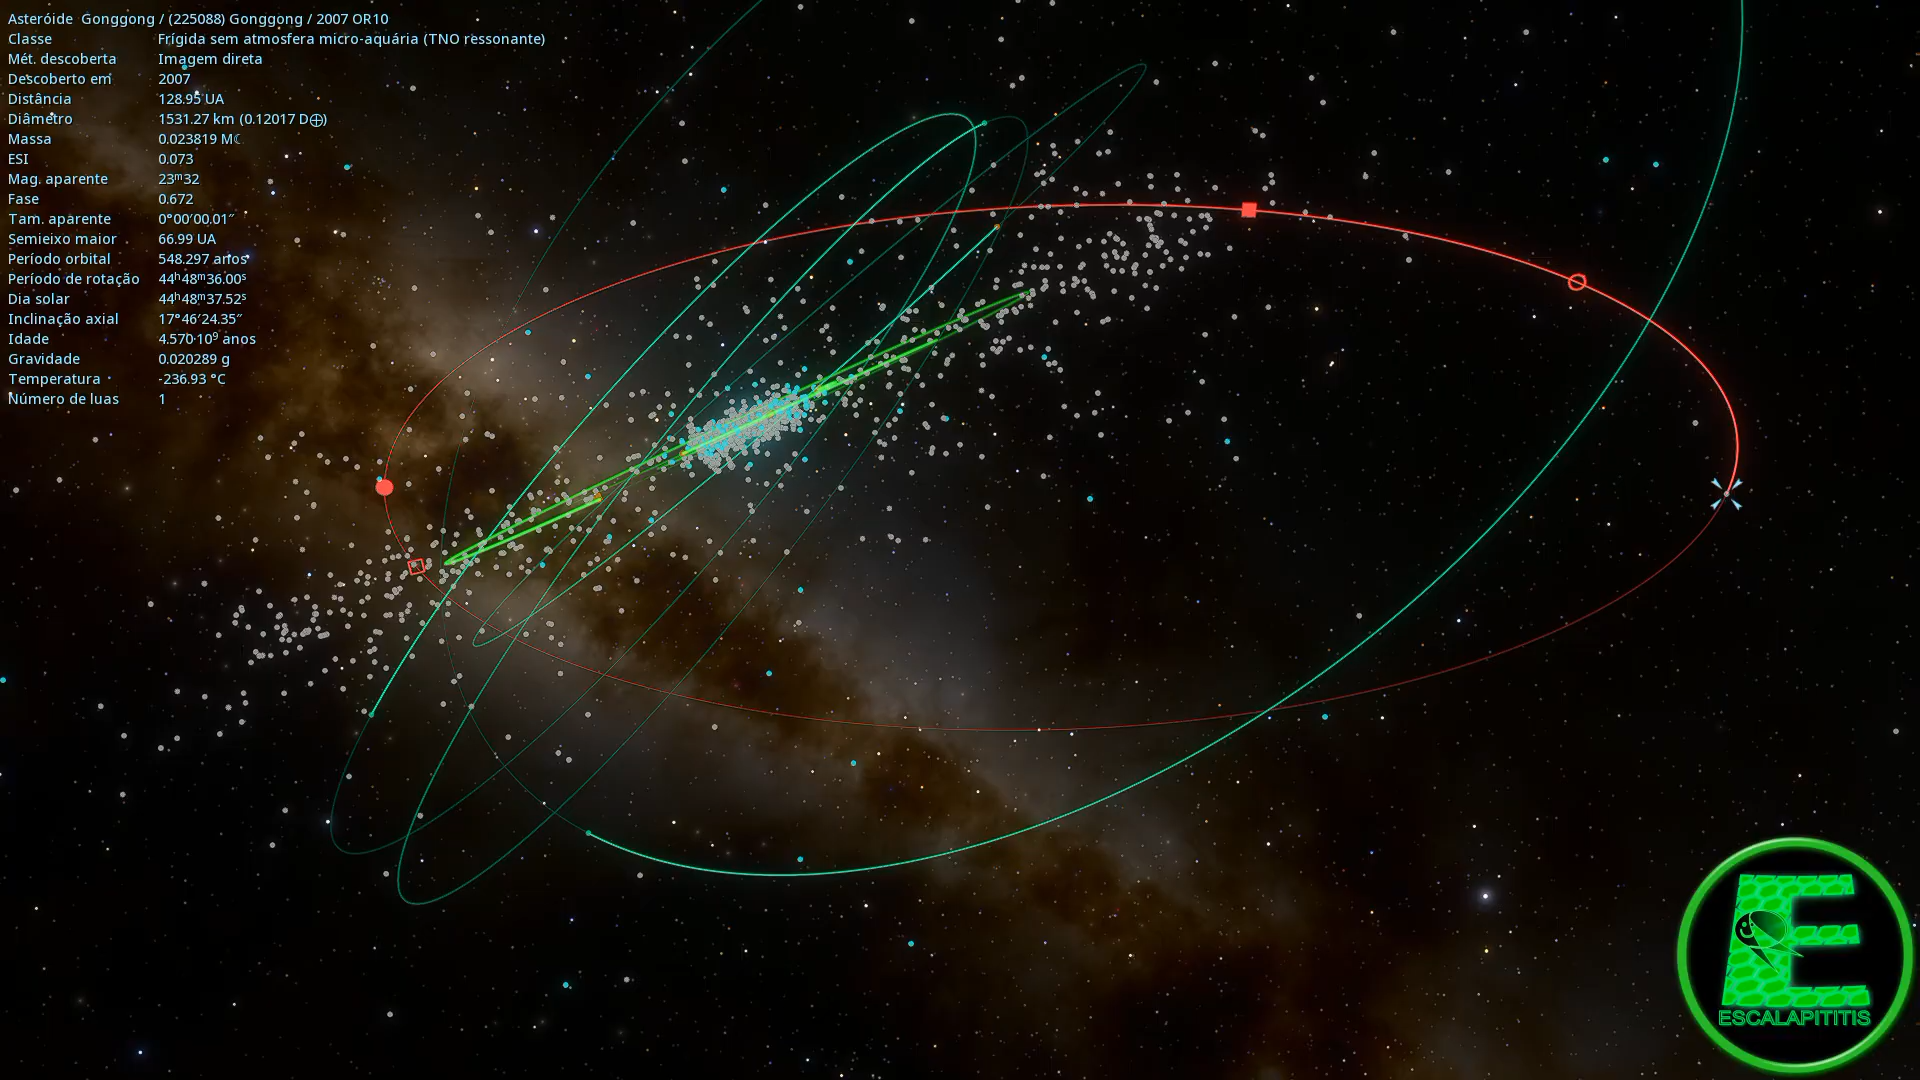 Asteróide Gonggong / (225088) Gonggong / 2007 OR10
Classe Frígida sem atmosfera micro-aquária (TNO ressonante)
Mét. descoberta Imagem direta
Descoberto em 2007
Distância 128.95 UA
Diâmetro 1531.27 km (0.12017 D⊕)
Massa 0.023819 M☾
ESI 0.073
Mag. aparente 23ᵐ32
Fase 0.672
Tam. aparente 0°00′00.01″
Semieixo maior 66.99 UA
Período orbital 548.297 anos
Período de rotação 44ʰ48ᵐ36.00ˢ
Dia solar 44ʰ48ᵐ37.52ˢ
Inclinação axial 17°46′24.35″
Idade 4.570·10⁹ anos
Gravidade 0.020289 g
Temperatura -236.93 °C
Número de luas 1
E
ESCALAPITITIS